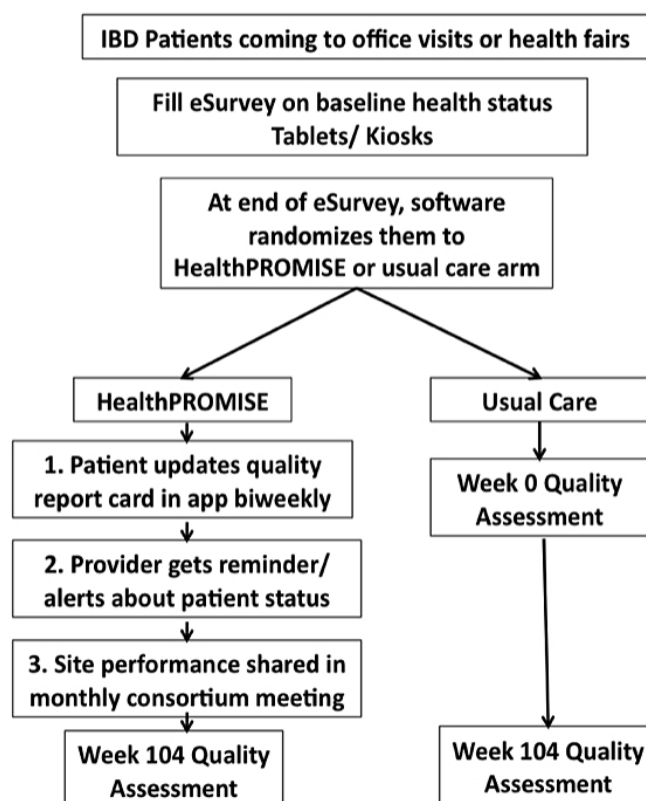 IBD Patients coming to office visits or health fairs
Fill eSurvey on baseline health status
Tablets/ Kiosks
At end of eSurvey, software
randomizes them to
HealthPROMISE or usual care arm
HealthPROMISE
1. Patient updates quality
report card in app biweekly
2. Provider gets reminder/
alerts about patient status
3. Site performance shared in
monthly consortium meeting
Week 104 Quality
Assessment
Usual Care
Week 0 Quality
Assessment
Week 104 Quality
Assessment